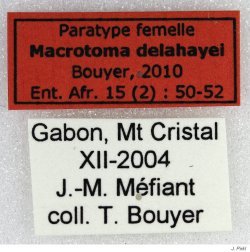 Paratype femelle
Macrotoma delahayei
Bouyer, 2010
Ent. Afr. 15 (2) : 50-52
Gabon, Mt Cristal
XII-2004
J.-M. Méfiant
coll. T. Bouyer